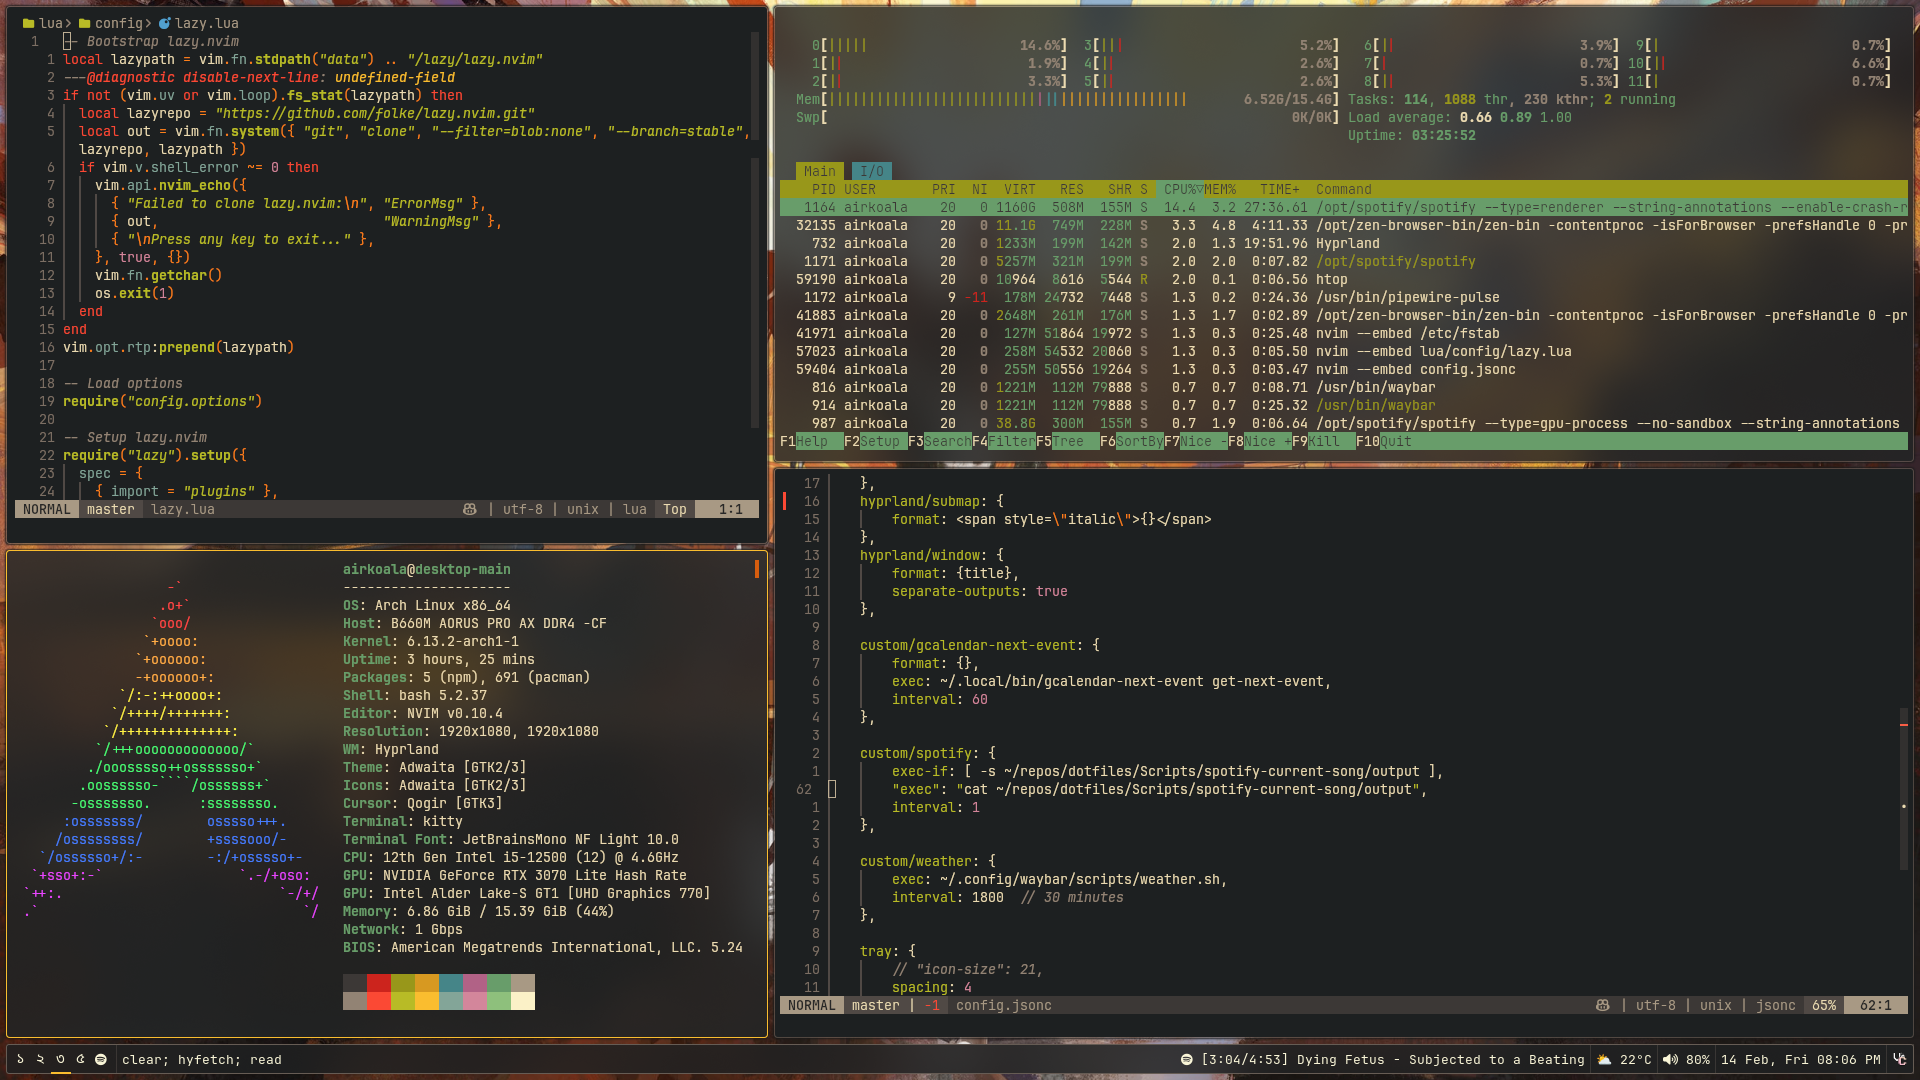 lua config lazy.lua
1 -- Bootstrap lazy.nvim
1 local lazypath = vim.fn.stdpath("data") .. "/lazy/lazy.nvim"
2 ---@diagnostic disable-next-line: undefined-field
3 if not (vim.uv or vim.loop).fs_stat(lazypath) then
4 local lazyrepo = "https://github.com/folke/lazy.nvim.git"
5 local out = vim.fn.system({ "git", "clone", "--filter=blob:none", "--branch=stable",
lazyrepo, lazypath })
6 if vim.v.shell_error ~= 0 then
7 vim.api.nvim_echo({
8 { "Failed to clone lazy.nvim:\n", "ErrorMsg" },
9 { out, "WarningMsg" },
10 { "\nPress any key to exit..." },
11 }, true, {})
12 vim.fn.getchar()
13 os.exit(1)
14 end
15 end
16 vim.opt.rtp:prepend(lazypath)
17
18 -- Load options
19 require("config.options")
20
21 -- Setup lazy.nvim
22 require("lazy").setup({
23 spec = {
24 { import = "plugins" },
NORMAL master lazy.lua | utf-8 | unix | lua Top 1:1
0[||||| 14.6%] 3[||| 5.2%] 6[|| 3.9%] 9[| 0.7%]
1[|| 1.9%] 4[|| 2.6%] 7[| 0.7%] 10[|| 6.6%]
2[|| 3.3%] 5[|| 2.6%] 8[|| 5.3%] 11[| 0.7%]
Mem[ 6.52G/15.4G] Tasks: 114, 1088 thr, 230 kthr; 2 running
Swp[ 0K/0K] Load average: 0.66 0.89 1.00
Uptime: 03:25:52
Main I/O
PID USER PRI NI VIRT RES SHR S CPU%▽MEM% TIME+ Command
1164 airkoala 20 0 1160G 508M 155M S 14.4 3.2 27:36.61 /opt/spotify/spotify --type=renderer --string-annotations --enable-crash-r
32135 airkoala 20 0 11.1G 749M 228M S 3.3 4.8 4:11.33 /opt/zen-browser-bin/zen-bin -contentproc -isForBrowser -prefsHandle 0 -pr
732 airkoala 20 0 1233M 199M 142M S 2.0 1.3 19:51.96 Hyprland
1171 airkoala 20 0 5257M 321M 199M S 2.0 2.0 0:07.82 /opt/spotify/spotify
59190 airkoala 20 0 10964 8616 5544 R 2.0 0.1 0:06.56 htop
1172 airkoala 9 -11 178M 24732 7448 S 1.3 0.2 0:24.36 /usr/bin/pipewire-pulse
41883 airkoala 20 0 2648M 261M 176M S 1.3 1.7 0:02.89 /opt/zen-browser-bin/zen-bin -contentproc -isForBrowser -prefsHandle 0 -pr
41971 airkoala 20 0 127M 51864 19972 S 1.3 0.3 0:25.48 nvim --embed /etc/fstab
57023 airkoala 20 0 258M 54532 20060 S 1.3 0.3 0:05.50 nvim --embed lua/config/lazy.lua
59404 airkoala 20 0 255M 50556 19264 S 1.3 0.3 0:03.47 nvim --embed config.jsonc
816 airkoala 20 0 1221M 112M 79888 S 0.7 0.7 0:08.71 /usr/bin/waybar
914 airkoala 20 0 1221M 112M 79888 S 0.7 0.7 0:25.32 /usr/bin/waybar
987 airkoala 20 0 38.8G 300M 155M S 0.7 1.9 0:06.64 /opt/spotify/spotify --type=gpu-process --no-sandbox --string-annotations
F1Help F2Setup F3SearchF4FilterF5Tree F6SortByF7Nice -F8Nice +F9Kill F10Quit
airkoala@desktop-main
---------------------
OS: Arch Linux x86_64
Host: B660M AORUS PRO AX DDR4 -CF
Kernel: 6.13.2-arch1-1
Uptime: 3 hours, 25 mins
Packages: 5 (npm), 691 (pacman)
Shell: bash 5.2.37
Editor: NVIM v0.10.4
Resolution: 1920x1080, 1920x1080
WM: Hyprland
Theme: Adwaita [GTK2/3]
Icons: Adwaita [GTK2/3]
Cursor: Qogir [GTK3]
Terminal: kitty
Terminal Font: JetBrainsMono NF Light 10.0
CPU: 12th Gen Intel i5-12500 (12) @ 4.6GHz
GPU: NVIDIA GeForce RTX 3070 Lite Hash Rate
GPU: Intel Alder Lake-S GT1 [UHD Graphics 770]
Memory: 6.86 GiB / 15.39 GiB (44%)
Network: 1 Gbps
BIOS: American Megatrends International, LLC. 5.24
17 },
16 hyprland/submap: {
15 format: <span style=\"italic\">{}</span>
14 },
13 hyprland/window: {
12 format: {title},
11 separate-outputs: true
10 },
9
8 custom/gcalendar-next-event: {
7 format: {},
6 exec: ~/.local/bin/gcalendar-next-event get-next-event,
5 interval: 60
4 },
3
2 custom/spotify: {
1 exec-if: [ -s ~/repos/dotfiles/Scripts/spotify-current-song/output ],
62 "exec": "cat ~/repos/dotfiles/Scripts/spotify-current-song/output",
1 interval: 1
2 },
3
4 custom/weather: {
5 exec: ~/.config/waybar/scripts/weather.sh,
6 interval: 1800 // 30 minutes
7 },
8
9 tray: {
10 // "icon-size": 21,
11 spacing: 4
NORMAL master | -1 config.jsonc | utf-8 | unix | jsonc 65% 62:1
১ ২ ৩ ৫ clear; hyfetch; read
[3:04/4:53] Dying Fetus - Subjected to a Beating 22°C 80% 14 Feb, Fri 08:06 PM